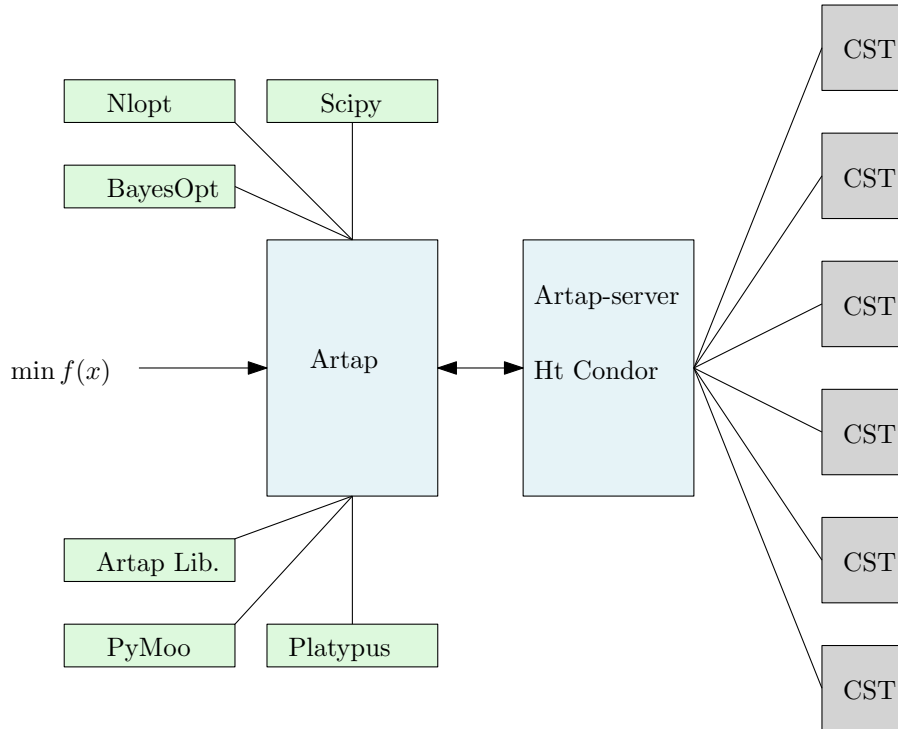 CST
Nlopt
Scipy
CST
BayesOpt
Artap-server
CST
min f(x)
Artap
Ht Condor
CST
Artap Lib.
CST
PyMoo
Platypus
CST